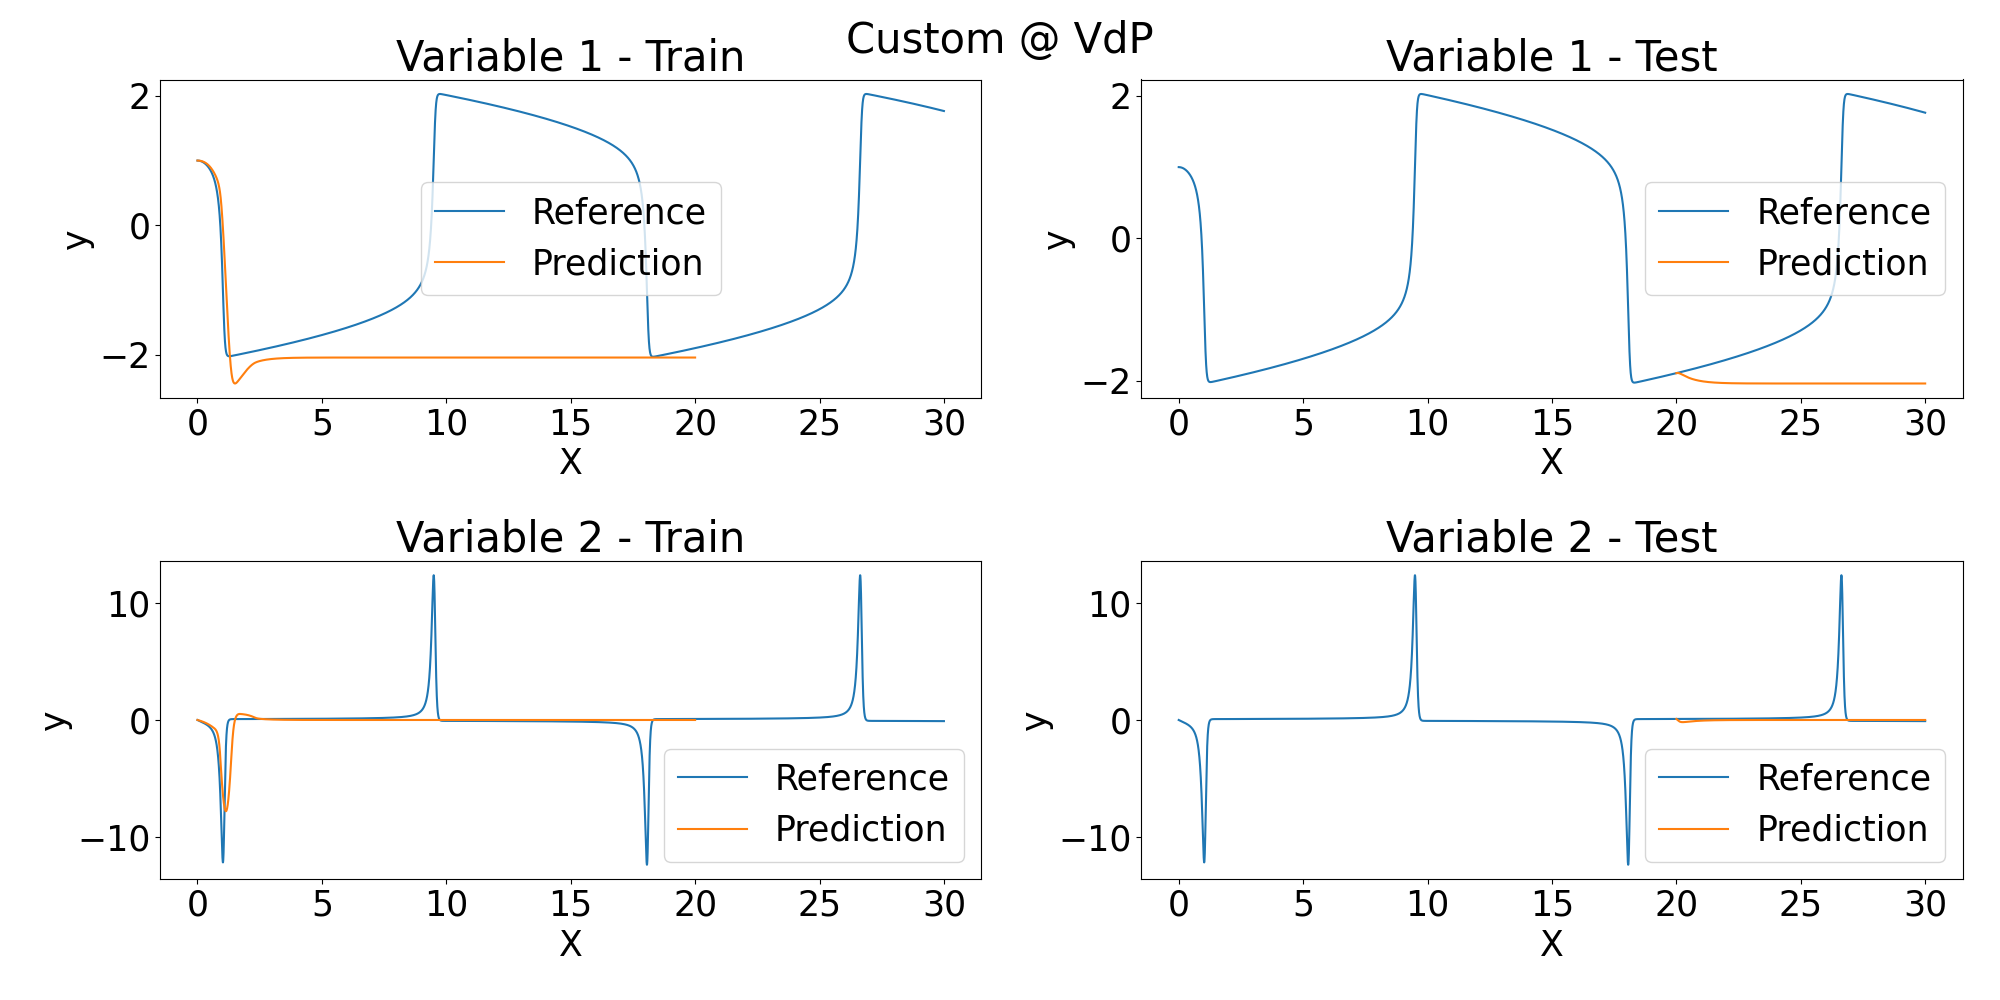 Custom @ VdP
Variable 1 - Train
2
0
−2
y
Reference
Prediction
0 5 10 15 20 25 30
X
Variable 1 - Test
2
0
−2
y
Reference
Prediction
0 5 10 15 20 25 30
X
Variable 2 - Train
10
0
−10
y
Reference
Prediction
0 5 10 15 20 25 30
X
Variable 2 - Test
10
0
−10
y
Reference
Prediction
0 5 10 15 20 25 30
X